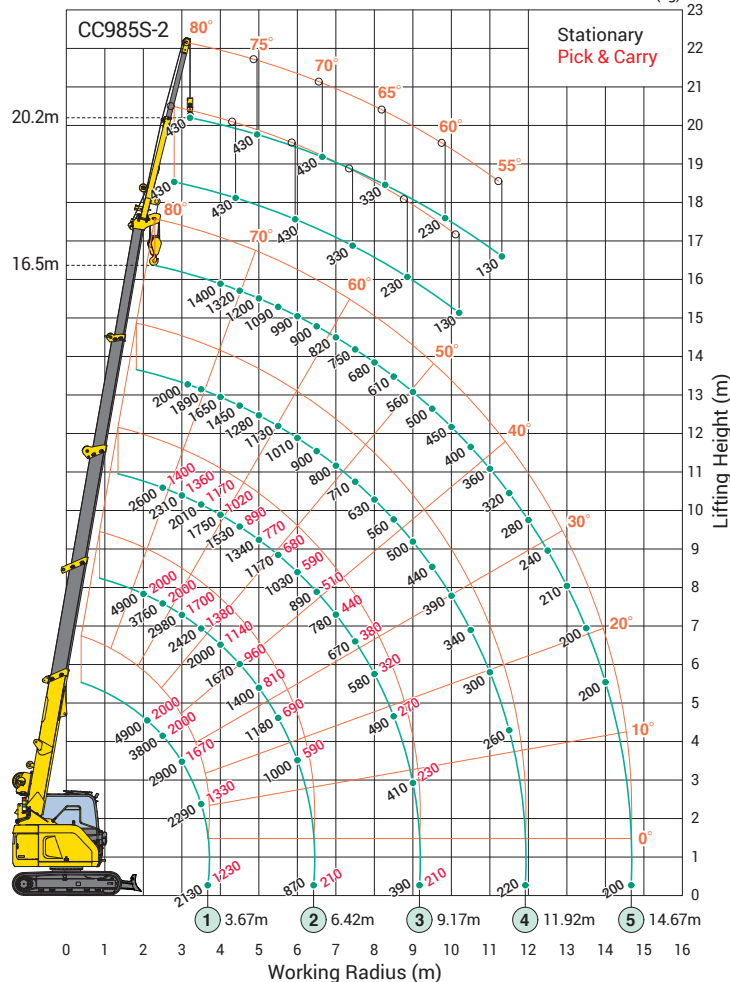 g)
CC985S-2
Stationary
Pick & Carry
80° 75° 70° 65° 60° 55°
20.2m
430 430 430 330 230 130
430 430 430 330 230 130
16.5m
80° 70° 60° 50° 40° 30° 20° 10° 0°
1400 1320 1200 1090 990 900 820 750 680 610 560 500 450 400 360 320 280 240 210 200 200 200
2000 1890 1650 1450 1280 1130 1010 900 800 710 630 560 500 440 390 340 300 260 220
2600 2310 2010 1750 1530 1340 1170 1030 890 780 670 580 490 410 390
1400 1360 1170 1020 890 770 680 590 510 440 380 320 270 230 210
4900 3760 2980 2420 2000 1670 1400 1180 1000 870
2000 2000 1700 1380 1140 960 810 690 590 210
4900 3800 2900 2290 2130
2000 2000 1670 1330 1230
23
22
21
20
19
18
17
16
15
14
13
12
11
10
9
8
7
6
5
4
3
2
1
0
Lifting Height (m)
1 3.67m 2 6.42m 3 9.17m 4 11.92m 5 14.67m
0 1 2 3 4 5 6 7 8 9 10 11 12 13 14 15 16
Working Radius (m)